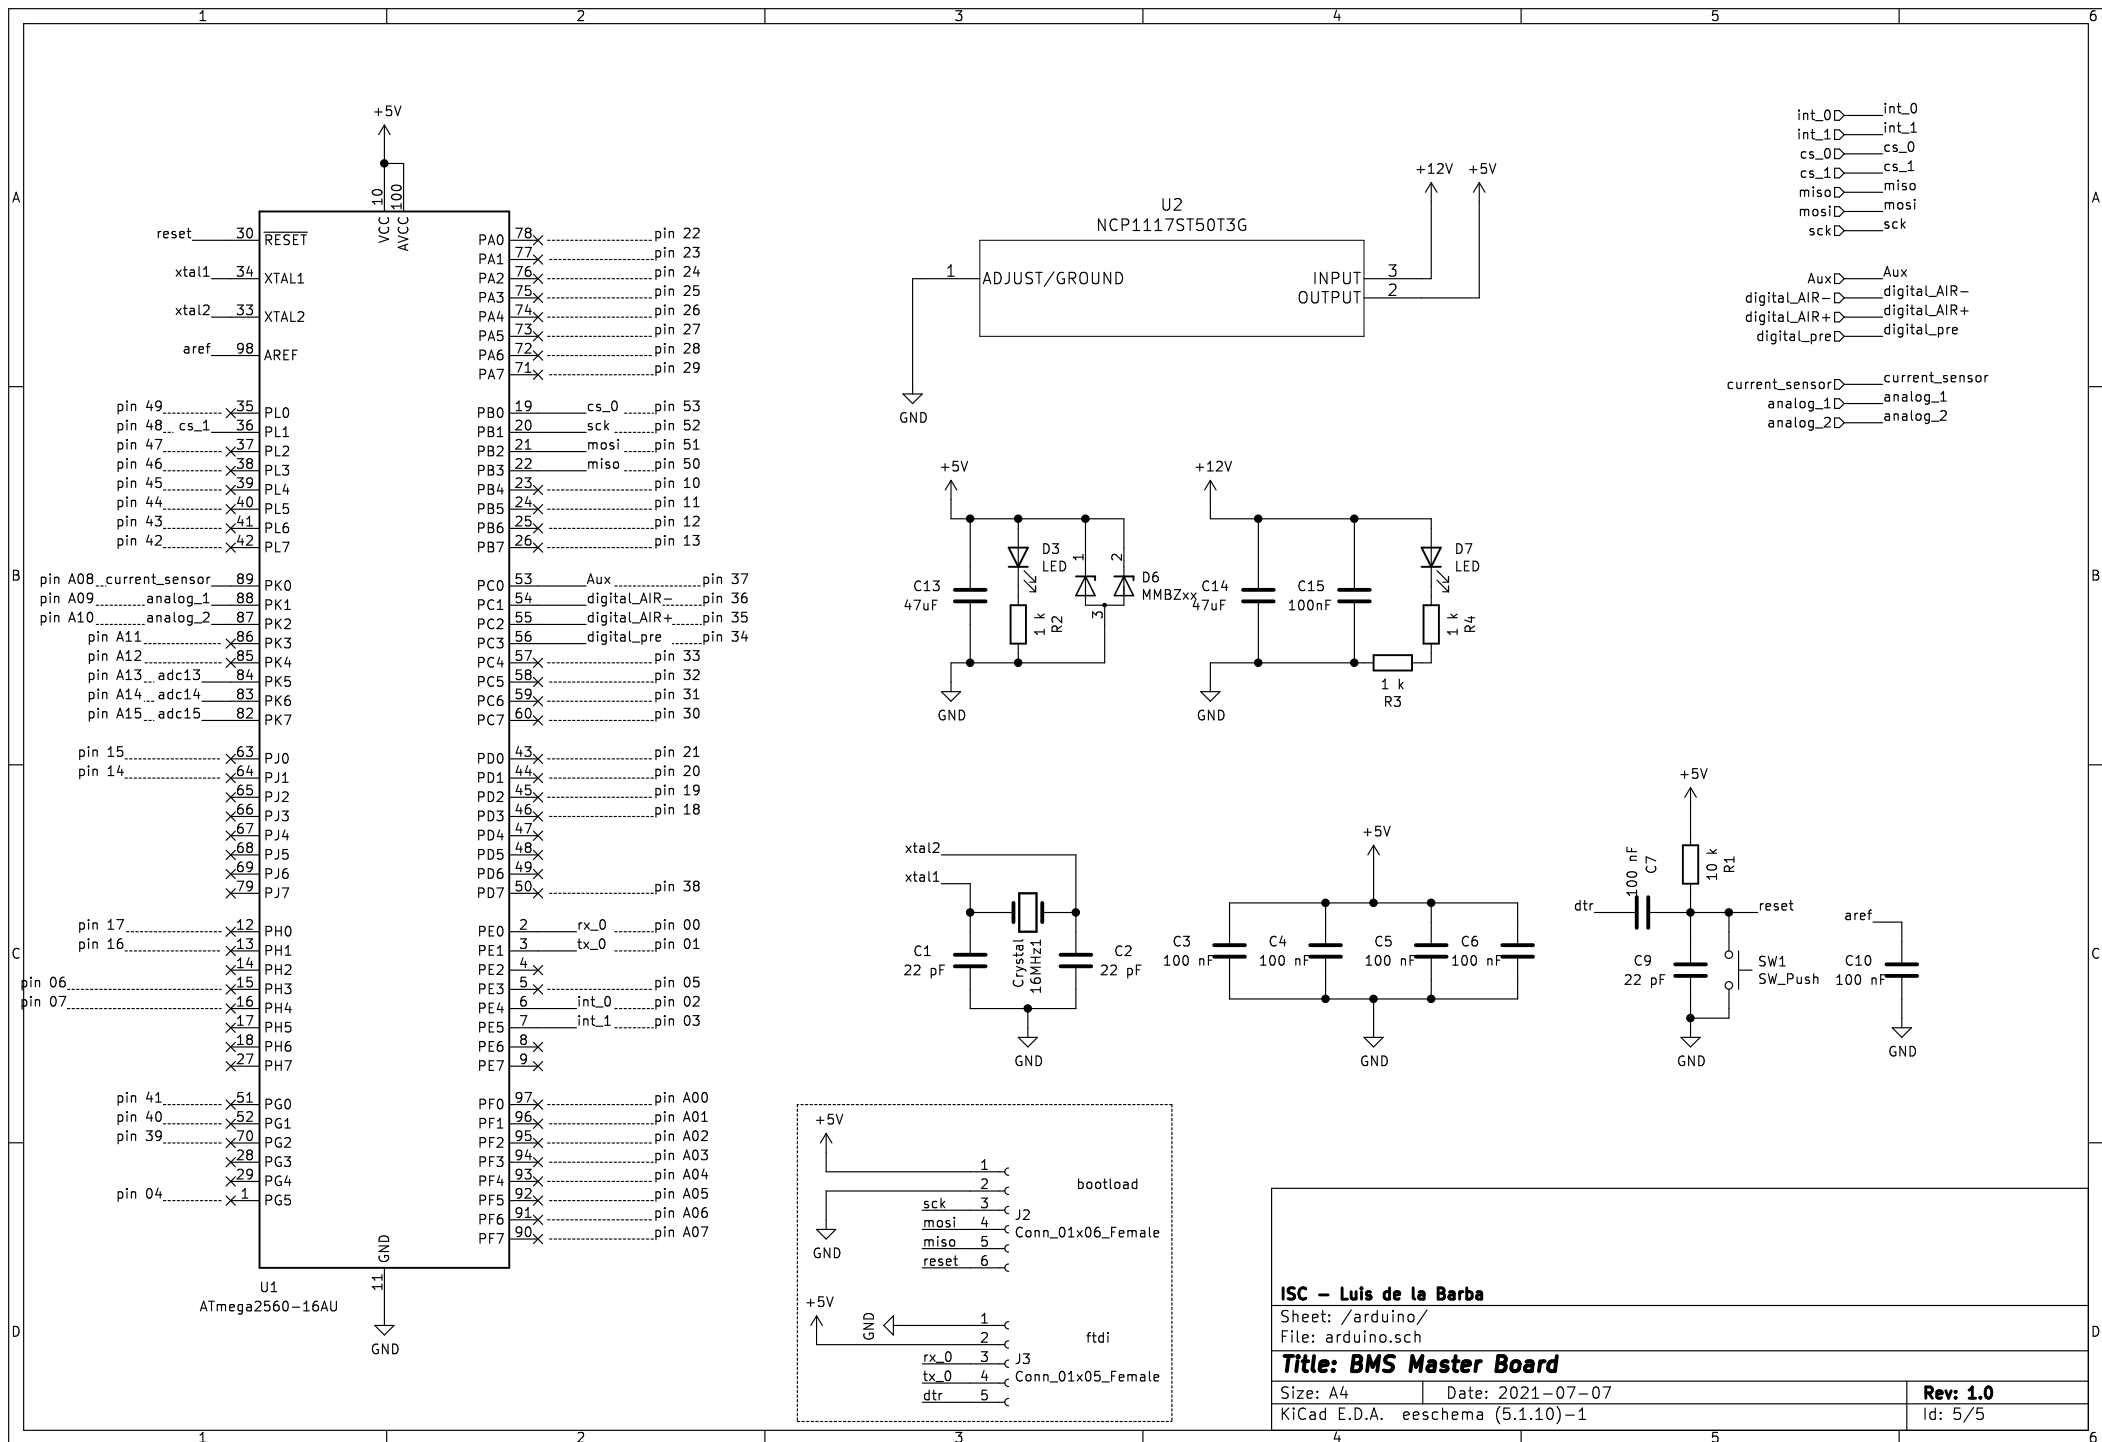 1 2 3 4 5 6
A
B
C
D
+5V
10 VCC
100 AVCC
reset 30 RESET
xtal1 34 XTAL1
xtal2 33 XTAL2
aref 98 AREF
pin 49 35 PL0
pin 48 cs_1 36 PL1
pin 47 37 PL2
pin 46 38 PL3
pin 45 39 PL4
pin 44 40 PL5
pin 43 41 PL6
pin 42 42 PL7
pin A08 current_sensor 89 PK0
pin A09 analog_1 88 PK1
pin A10 analog_2 87 PK2
pin A11 86 PK3
pin A12 85 PK4
pin A13 adc13 84 PK5
pin A14 adc14 83 PK6
pin A15 adc15 82 PK7
pin 15 63 PJ0
pin 14 64 PJ1
65 PJ2
66 PJ3
67 PJ4
68 PJ5
69 PJ6
79 PJ7
pin 17 12 PH0
pin 16 13 PH1
14 PH2
pin 06 15 PH3
pin 07 16 PH4
17 PH5
18 PH6
27 PH7
pin 41 51 PG0
pin 40 52 PG1
pin 39 70 PG2
28 PG3
29 PG4
pin 04 1 PG5
PA0 78 pin 22
PA1 77 pin 23
PA2 76 pin 24
PA3 75 pin 25
PA4 74 pin 26
PA5 73 pin 27
PA6 72 pin 28
PA7 71 pin 29
PB0 19 cs_0 pin 53
PB1 20 sck pin 52
PB2 21 mosi pin 51
PB3 22 miso pin 50
PB4 23 pin 10
PB5 24 pin 11
PB6 25 pin 12
PB7 26 pin 13
PC0 53 Aux pin 37
PC1 54 digital_AIR- pin 36
PC2 55 digital_AIR+ pin 35
PC3 56 digital_pre pin 34
PC4 57 pin 33
PC5 58 pin 32
PC6 59 pin 31
PC7 60 pin 30
PD0 43 pin 21
PD1 44 pin 20
PD2 45 pin 19
PD3 46 pin 18
PD4 47
PD5 48
PD6 49
PD7 50 pin 38
PE0 2 rx_0 pin 00
PE1 3 tx_0 pin 01
PE2 4
PE3 5 pin 05
PE4 6 int_0 pin 02
PE5 7 int_1 pin 03
PE6 8
PE7 9
PF0 97 pin A00
PF1 96 pin A01
PF2 95 pin A02
PF3 94 pin A03
PF4 93 pin A04
PF5 92 pin A05
PF6 91 pin A06
PF7 90 pin A07
GND 11
U1
ATmega2560-16AU
GND
+12V +5V
U2
NCP1117ST50T3G
1 ADJUST/GROUND INPUT 3
OUTPUT 2
GND
int_0 int_0
int_1 int_1
cs_0 cs_0
cs_1 cs_1
miso miso
mosi mosi
sck sck
Aux Aux
digital_AIR- digital_AIR-
digital_AIR+ digital_AIR+
digital_pre digital_pre
current_sensor current_sensor
analog_1 analog_1
analog_2 analog_2
+5V
C13
47uF
D3
LED
1 k
R2
1 2 3
D6
MMBZxx
GND
+12V
C14
47uF
C15
100nF
D7
LED
1 k
R4
1 k
R3
GND
xtal2
xtal1
C1
22 pF
Crystal
16MHz1
C2
22 pF
GND
+5V
C3
100 nF
C4
100 nF
C5
100 nF
C6
100 nF
GND
+5V
100 nF
C7
10 k
R1
dtr
reset
C9
22 pF
SW1
SW_Push
GND
aref
C10
100 nF
GND
+5V
1
2
sck 3
mosi 4
miso 5
reset 6
bootload
J2
Conn_01x06_Female
GND
+5V
GND
1
2
rx_0 3
tx_0 4
dtr 5
ftdi
J3
Conn_01x05_Female
ISC - Luis de la Barba
Sheet: /arduino/
File: arduino.sch
Title: BMS Master Board
Size: A4 Date: 2021-07-07 Rev: 1.0
KiCad E.D.A. eeschema (5.1.10)-1 Id: 5/5
A
B
C
D
1 2 3 4 5 6